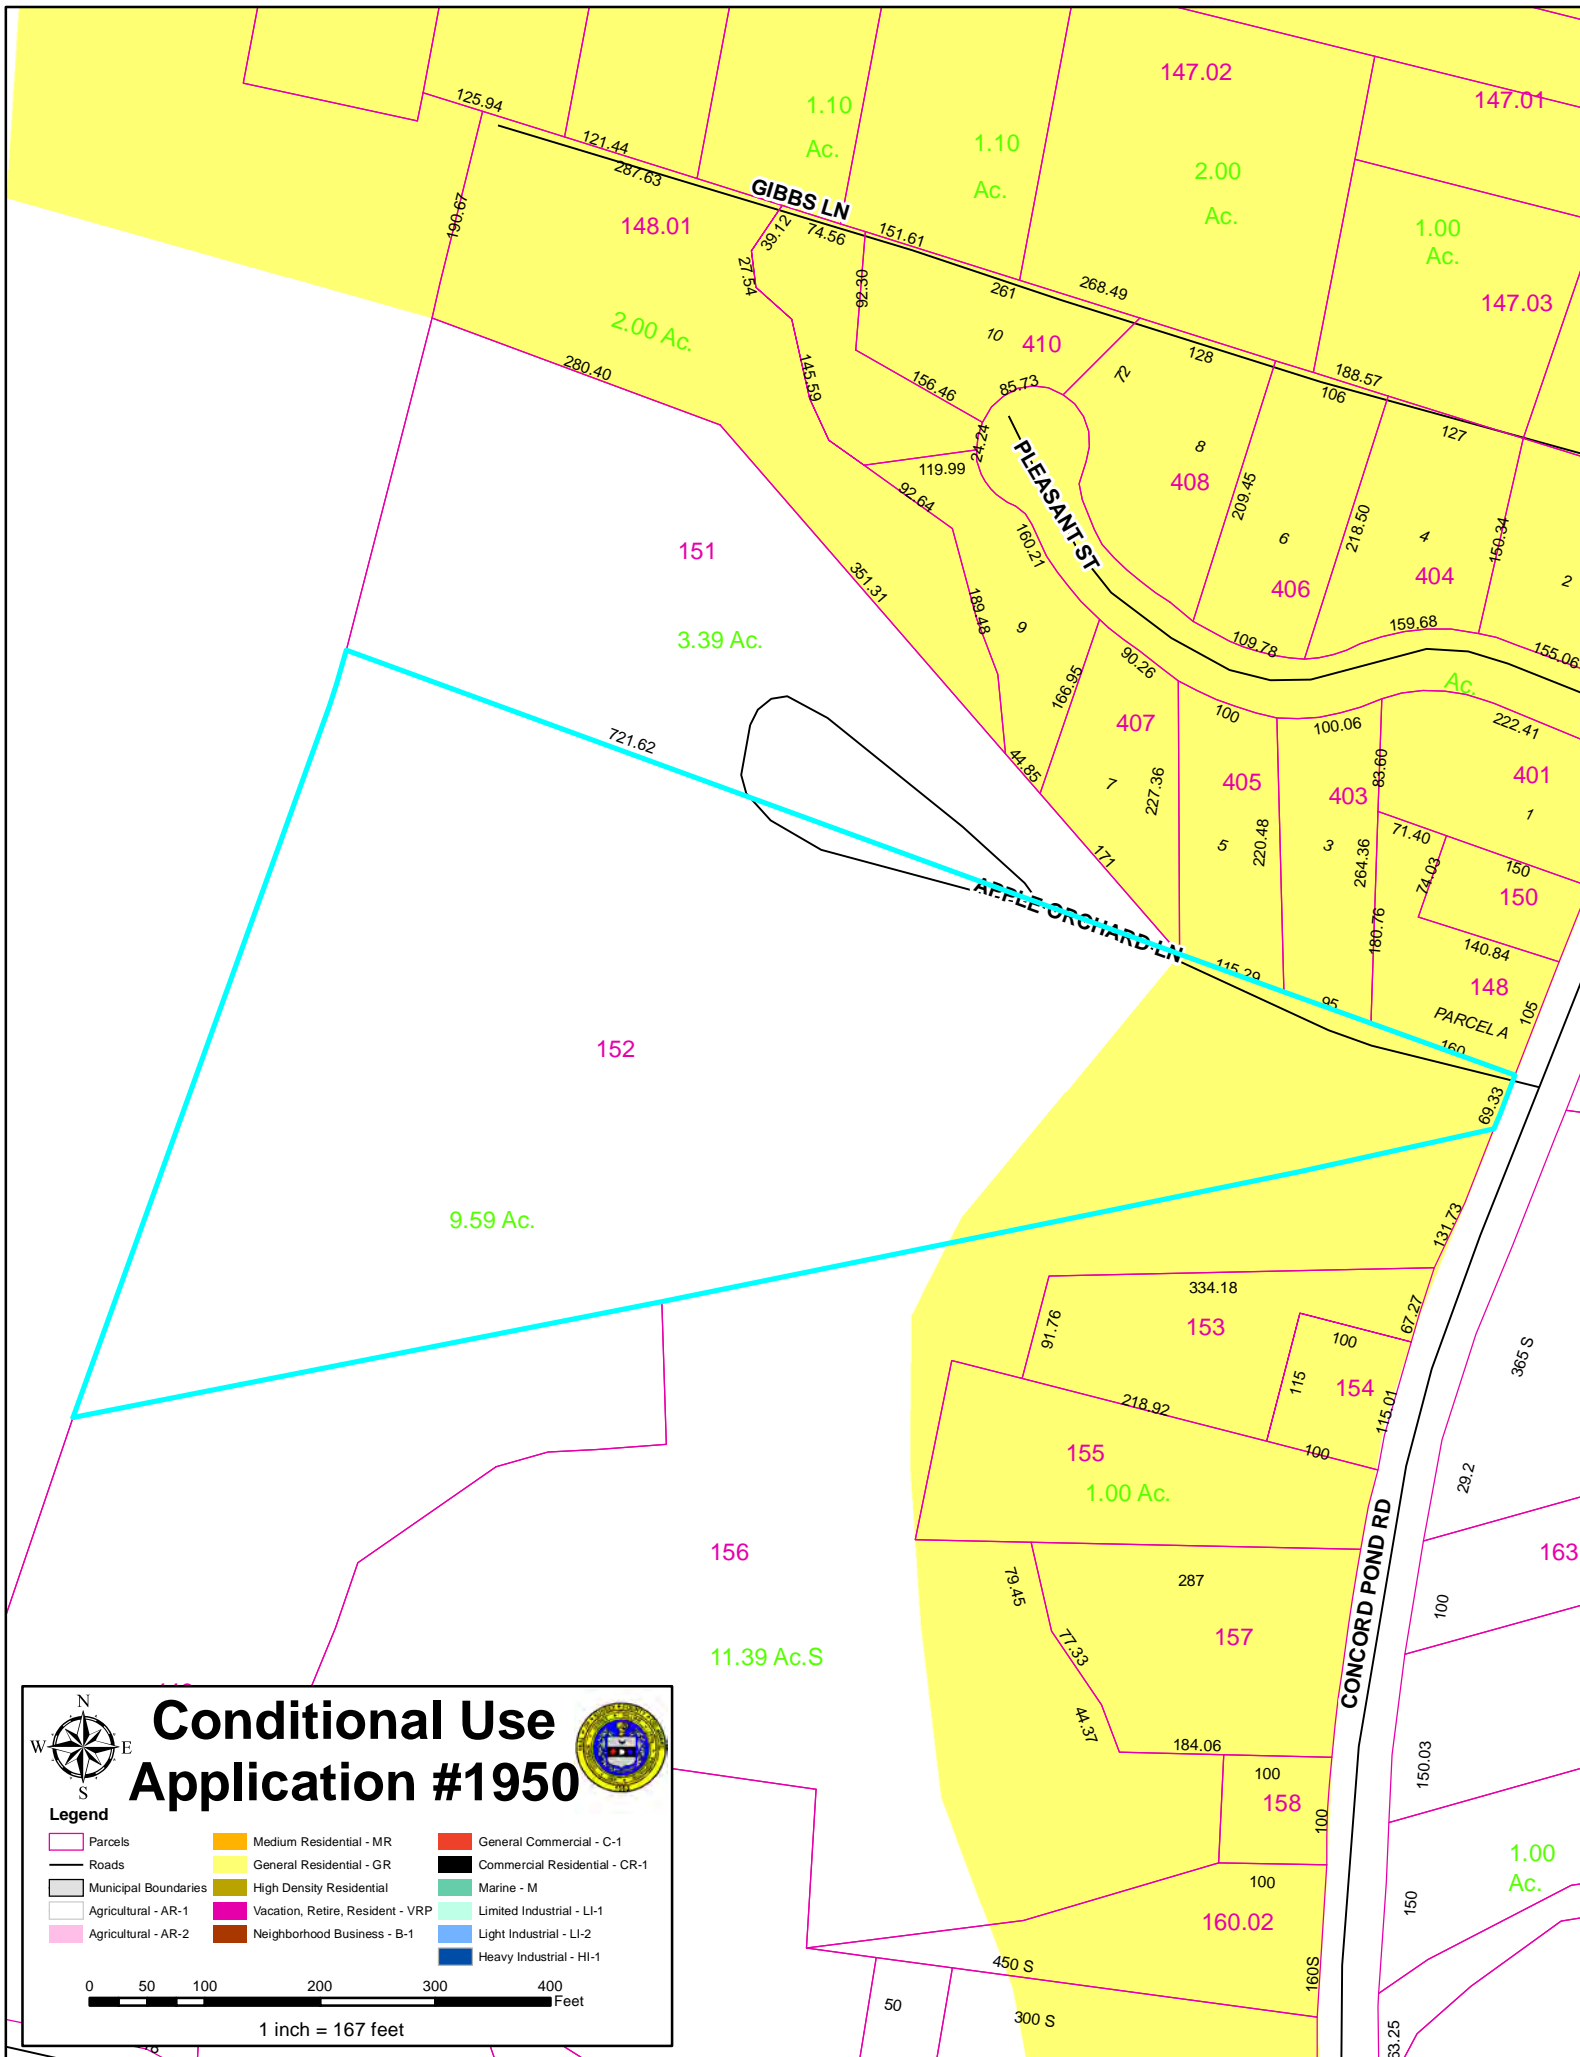 147.02
147.01
125.94
1.10
Ac.
121.44
287.63
1.10
Ac.
2.00
Ac.
GIBBS LN
190.67
148.01
39.12
74.56
151.61
1.00
Ac.
27.54
92.30
261
268.49
147.03
2.00 Ac.
10
410
128
280.40
145.59
156.46
85.73
72
188.57
106
127
24.24
PLEASANT ST
8
408
119.99
92.64
209.45
218.50
150.34
160.21
6
4
151
406
404
2
351.31
189.48
9
109.78
159.68
155.06
3.39 Ac.
90.26
166.95
Ac.
407
100
100.06
222.41
721.62
44.85
7
227.36
405
403
83.60
401
1
171
5
220.48
3
264.36
71.40
74.03
150
150
APPLE ORCHARD LN
180.76
140.84
115.29
95
148
PARCEL A
105
160
152
69.33
9.59 Ac.
131.73
334.18
91.76
153
67.27
100
365 S
115
154
218.92
115.01
100
155
1.00 Ac.
29.2
156
79.45
287
163
100
77.33
157
CONCORD POND RD
11.39 Ac.S
44.37
184.06
150.03
100
158
100
1.00
Ac.
100
150
160.02
450 S
160S
50
300 S
63.25
N
W E
S
Conditional Use
Application #1950
Legend
Parcels
Roads
Municipal Boundaries
Agricultural - AR-1
Agricultural - AR-2
Medium Residential - MR
General Residential - GR
High Density Residential
Vacation, Retire, Resident - VRP
Neighborhood Business - B-1
General Commercial - C-1
Commercial Residential - CR-1
Marine - M
Limited Industrial - LI-1
Light Industrial - LI-2
Heavy Industrial - HI-1
0 50 100 200 300 400
Feet
1 inch = 167 feet